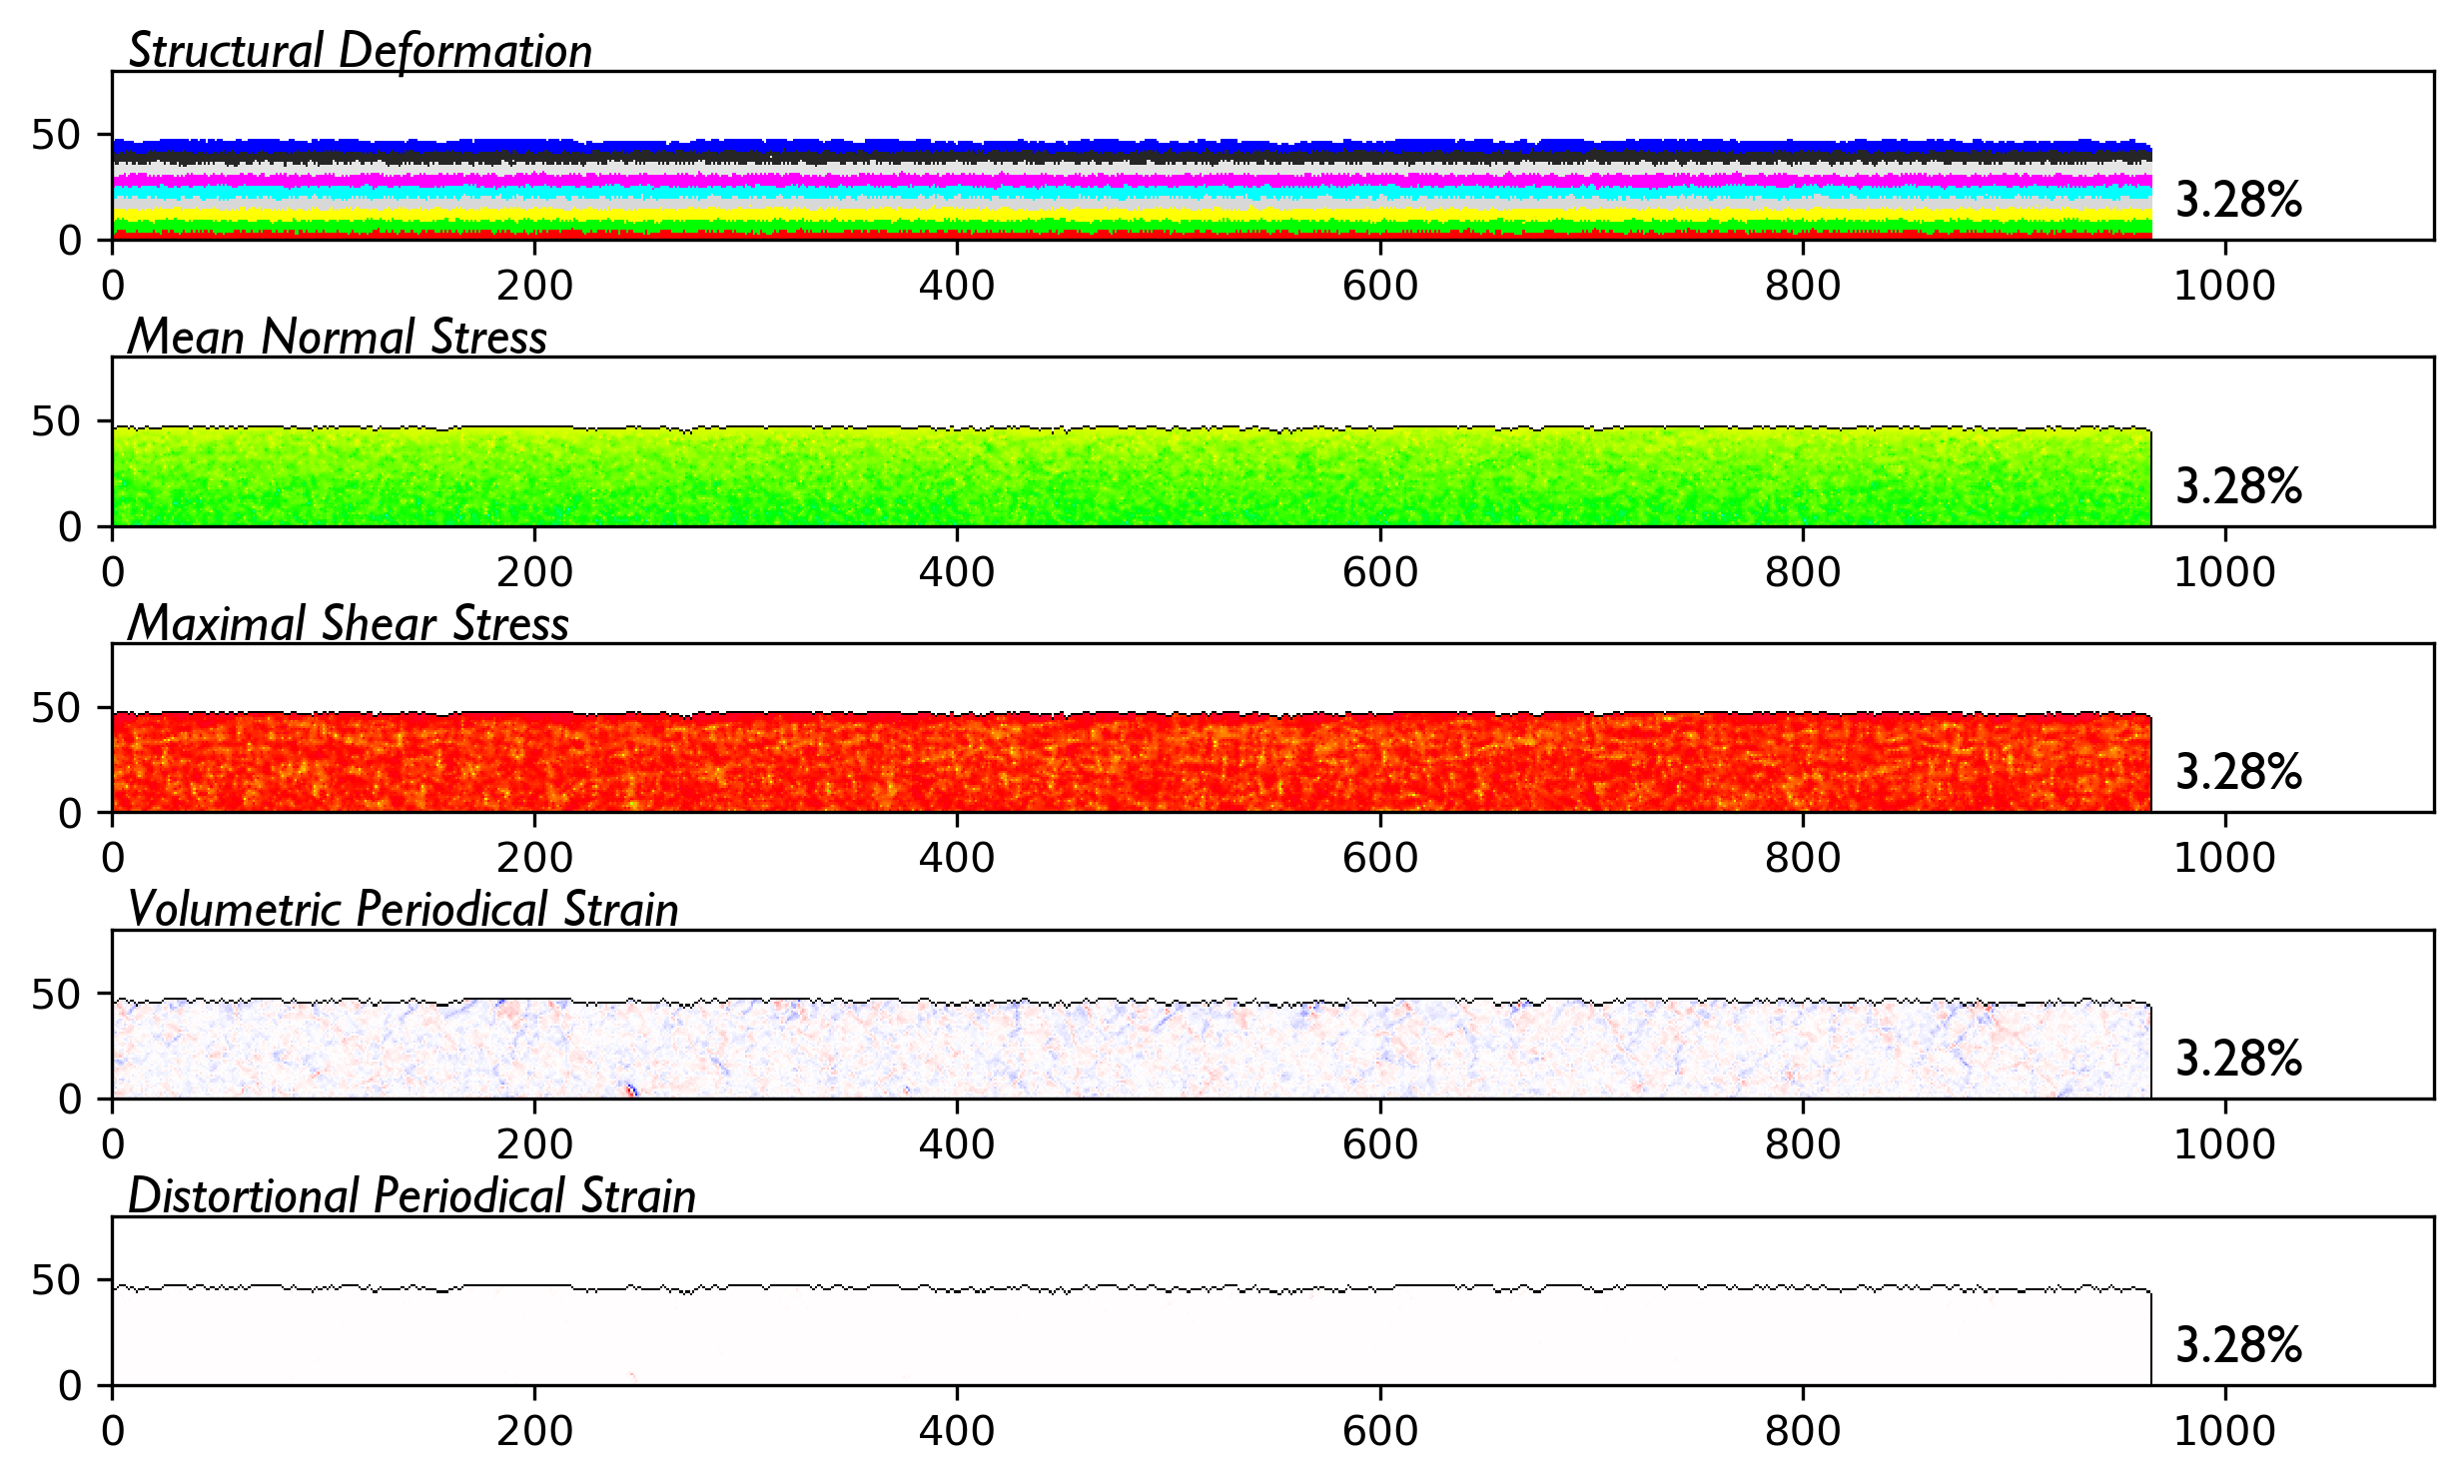 Structural Deformation
50
3.28%
0
0 200 400 600 800 1000
Mean Normal Stress
50
3.28%
0
0 200 400 600 800 1000
Maximal Shear Stress
50
3.28%
0
0 200 400 600 800 1000
Volumetric Periodical Strain
50
3.28%
0
0 200 400 600 800 1000
Distortional Periodical Strain
50
3.28%
0
0 200 400 600 800 1000